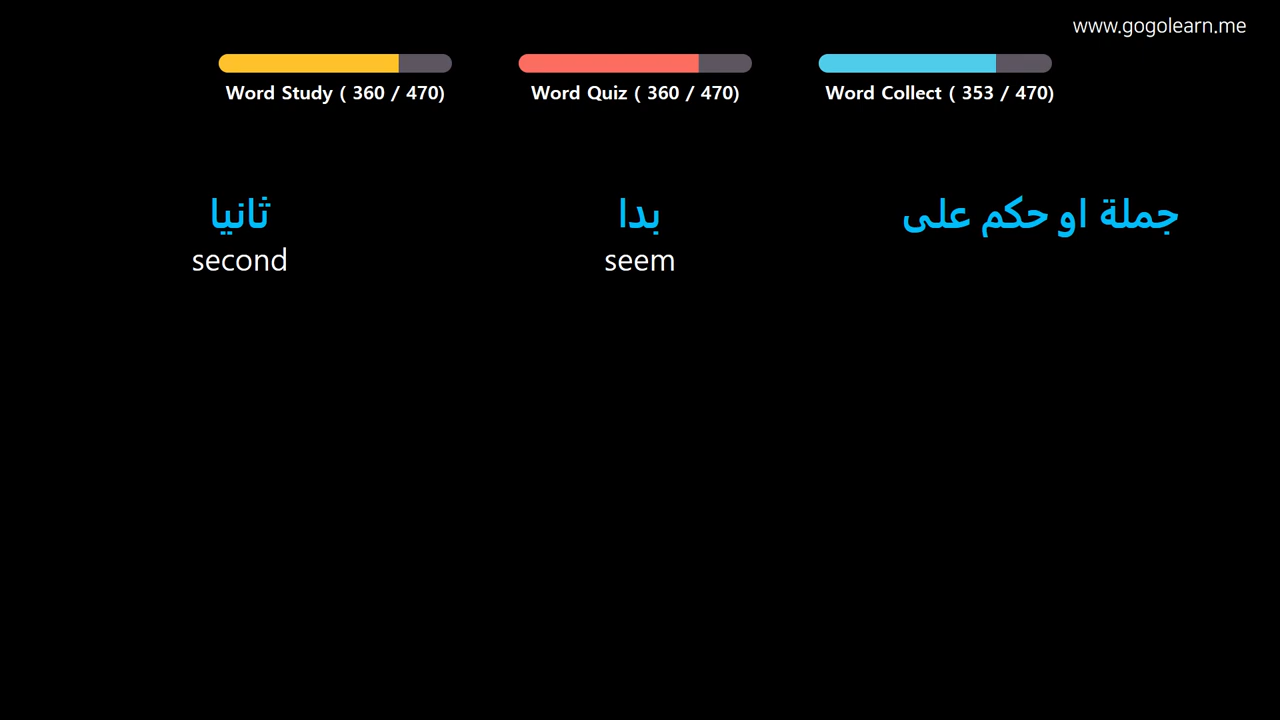 www.gogolearn.me
Word Study ( 360 / 470)
Word Quiz ( 360 / 470)
Word Collect ( 353 / 470)
ثانيا
second
بدا
seem
جملة او حكم على